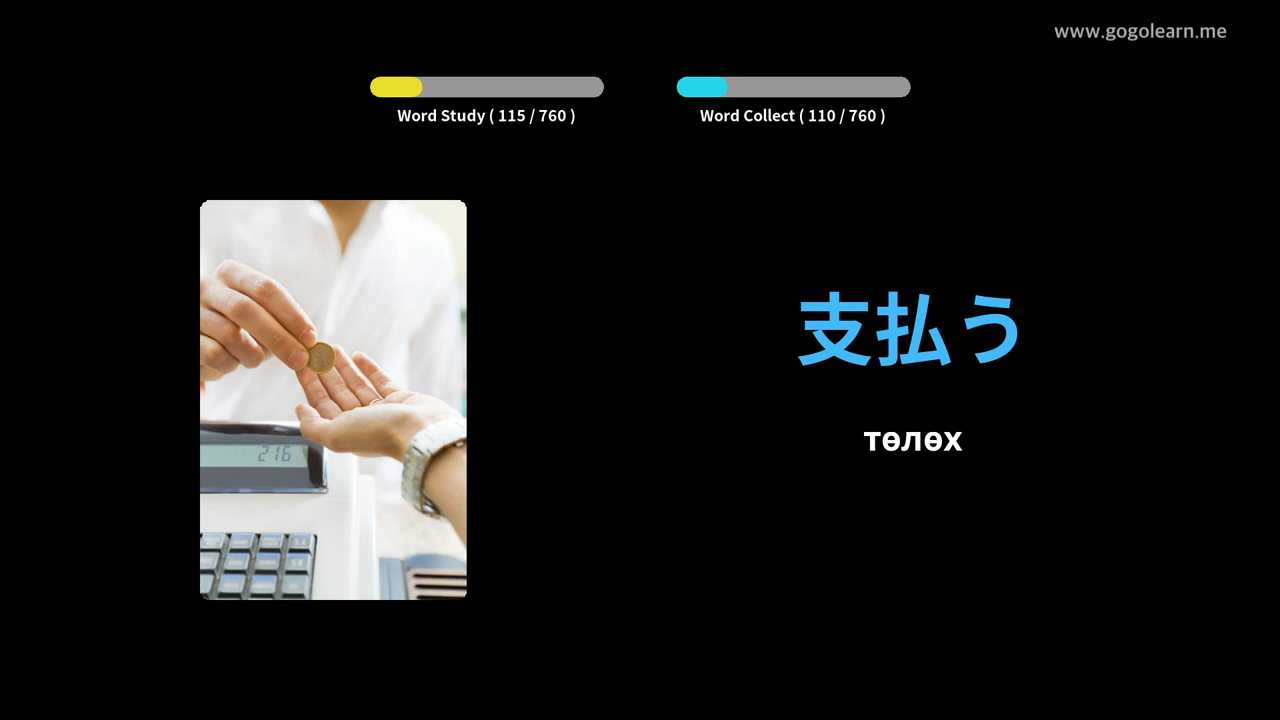 www.gogolearn.me
Word Study ( 115 / 760 )
Word Collect ( 110 / 760 )
支払う
төлөх
216